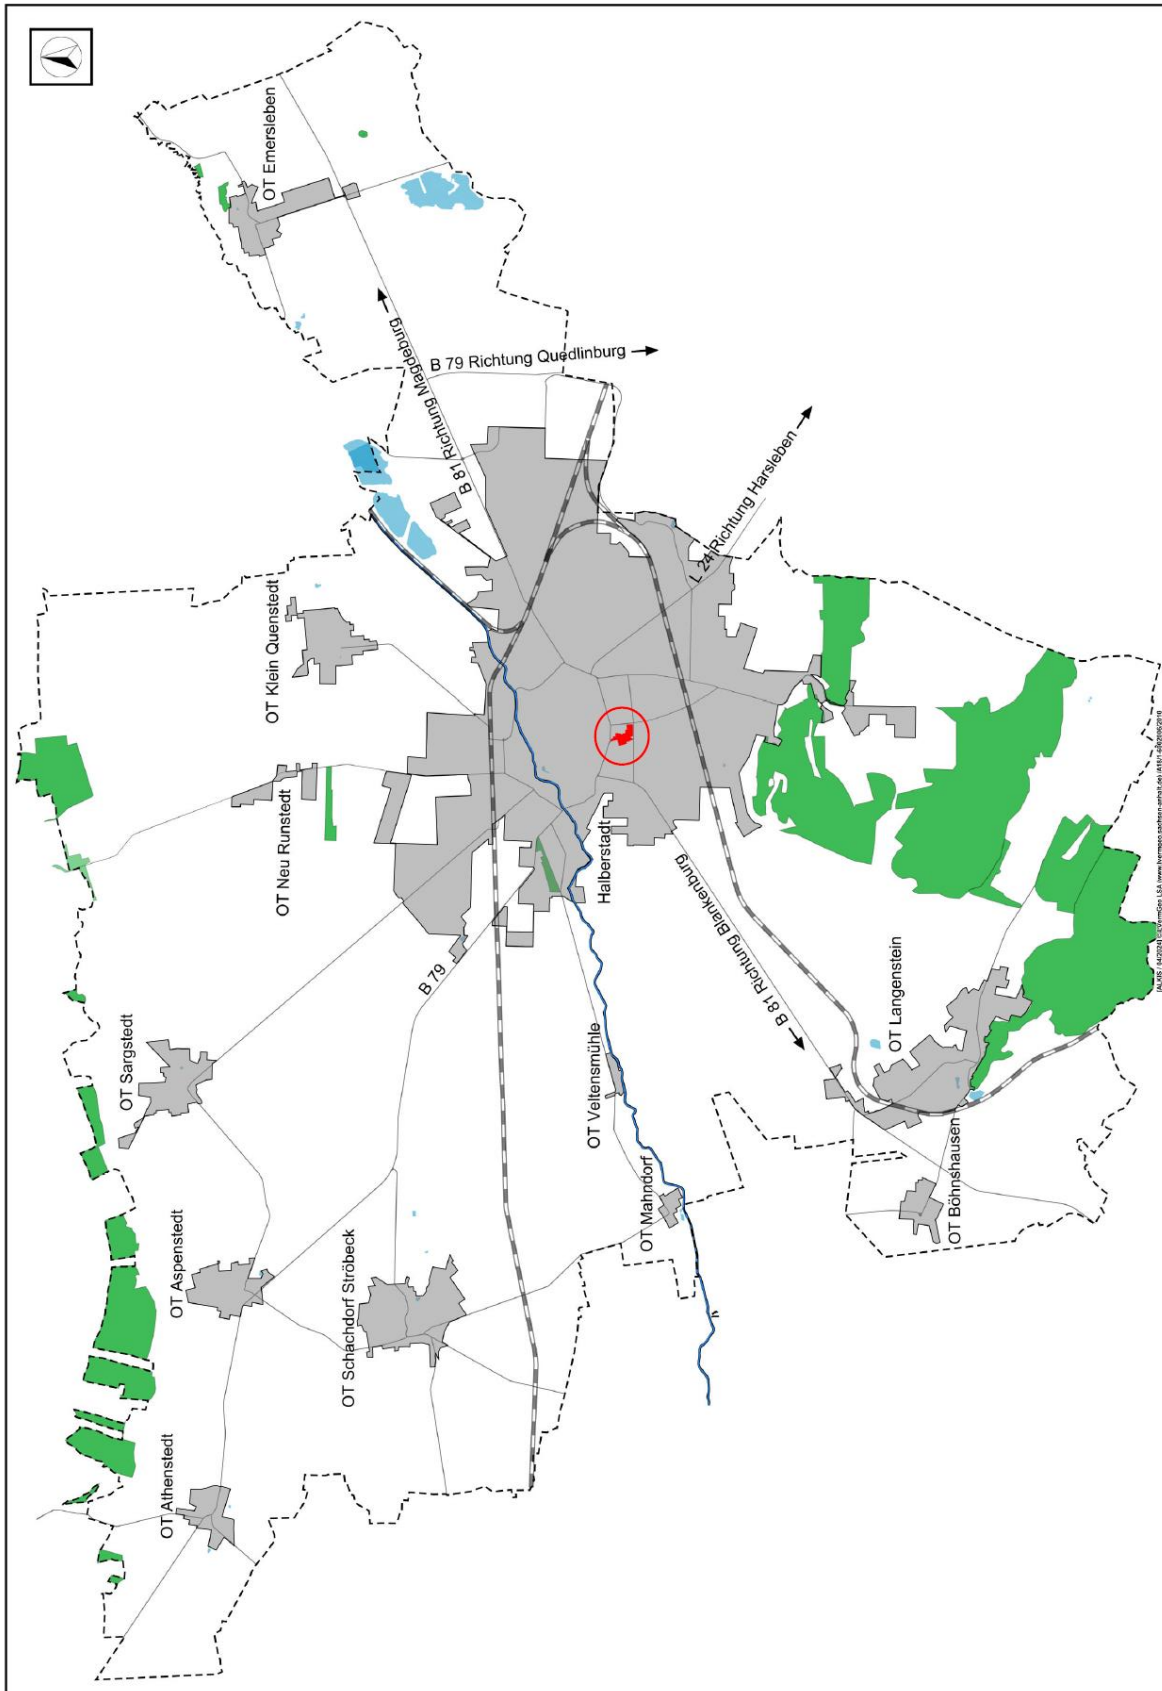 OT Emersleben
B 81 Richtung Magdeburg
B 79 Richtung Quedlinburg
L 24 Richtung Harsleben
OT Klein Quenstedt
OT Neu Runstedt
Halberstadt
B 79
B 81 Richtung Blankenburg
OT Langenstein
OT Sargstedt
OT Veltensmühle
OT Mahndorf
OT Böhnshausen
OT Aspenstedt
OT Schachdorf Ströbeck
OT Athenstedt